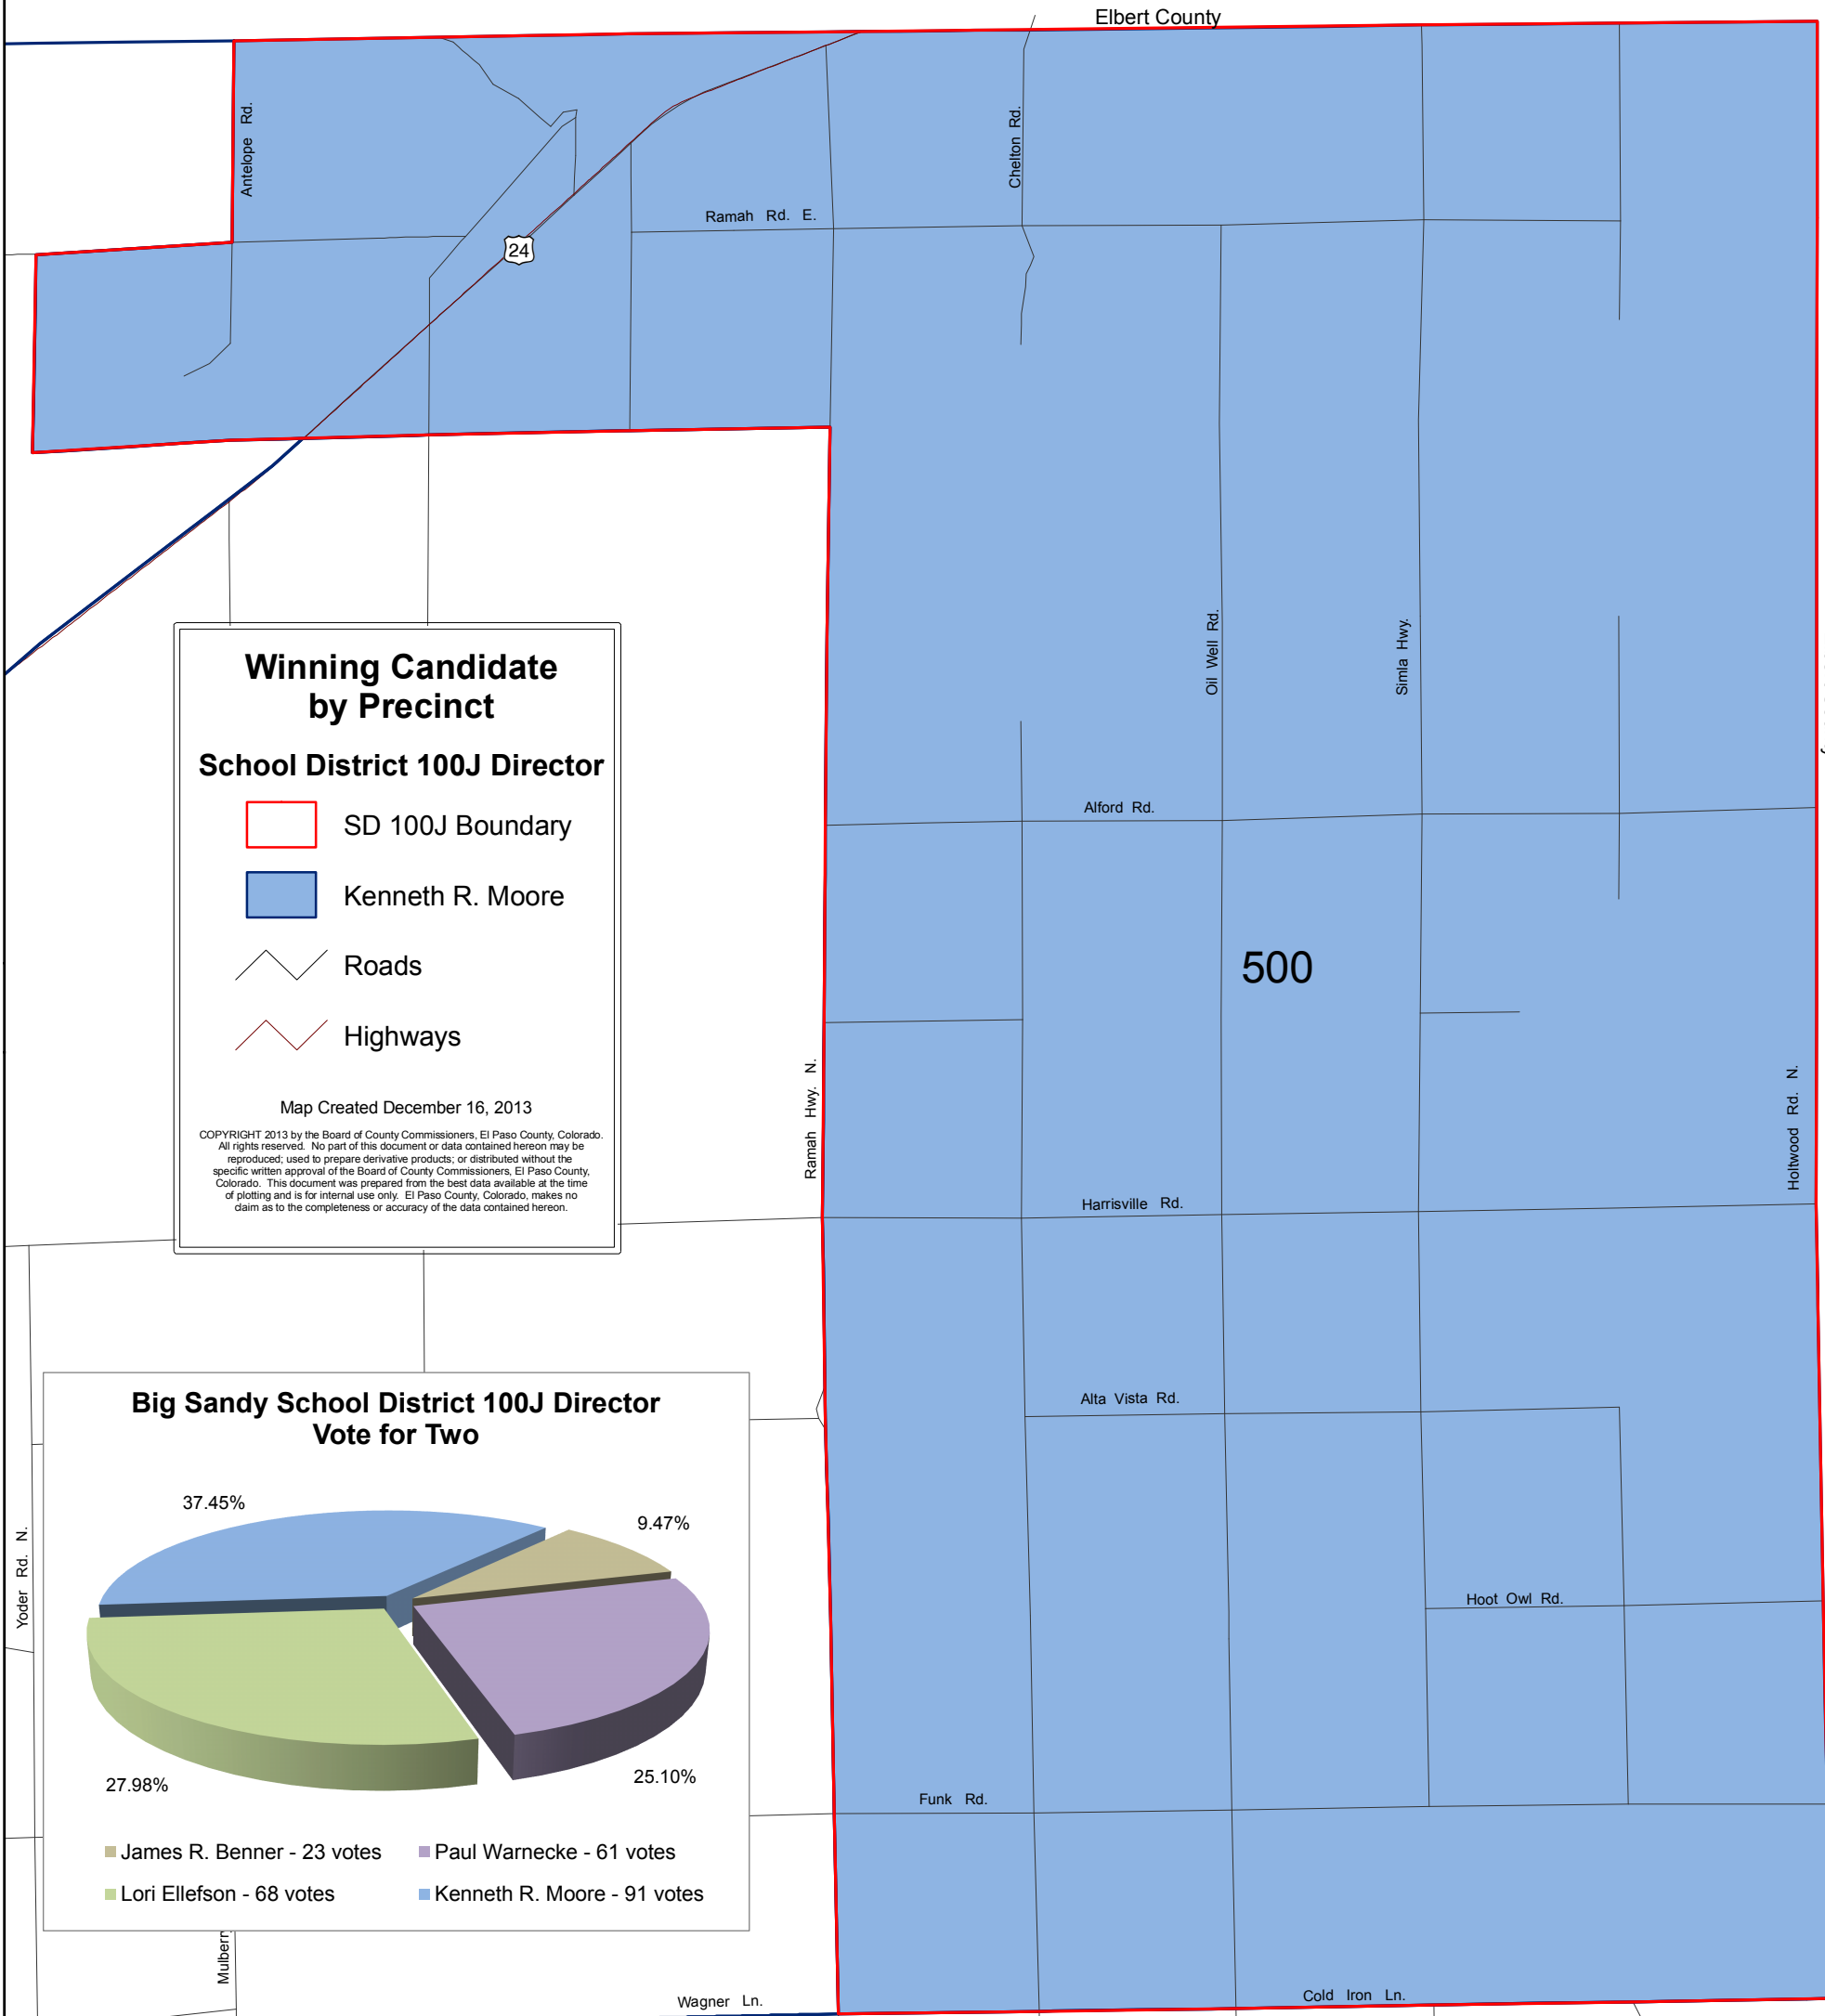 Elbert County
Antelope Rd.
Chelton Rd.
Ramah Rd. E.
24
Oil Well Rd.
Simla Hwy.
Winning Candidate
by Precinct
School District 100J Director
SD 100J Boundary
Kenneth R. Moore
Roads
Highways
Map Created December 16, 2013
COPYRIGHT 2013 by the Board of County Commissioners, El Paso County, Colorado.
All rights reserved. No part of this document or data contained hereon may be
reproduced; used to prepare derivative products; or distributed without the
specific written approval of the Board of County Commissioners, El Paso County,
Colorado. This document was prepared from the best data available at the time
of plotting and is for internal use only. El Paso County, Colorado, makes no
claim as to the completeness or accuracy of the data contained hereon.
Alford Rd.
500
Ramah Hwy. N.
Holtwood Rd. N.
Harrisville Rd.
Alta Vista Rd.
Hoot Owl Rd.
Funk Rd.
Yoder Rd. N.
Big Sandy School District 100J Director
Vote for Two
37.45%
9.47%
27.98%
25.10%
James R. Benner - 23 votes
Paul Warnecke - 61 votes
Lori Ellefson - 68 votes
Kenneth R. Moore - 91 votes
Wagner Ln.
Cold Iron Ln.